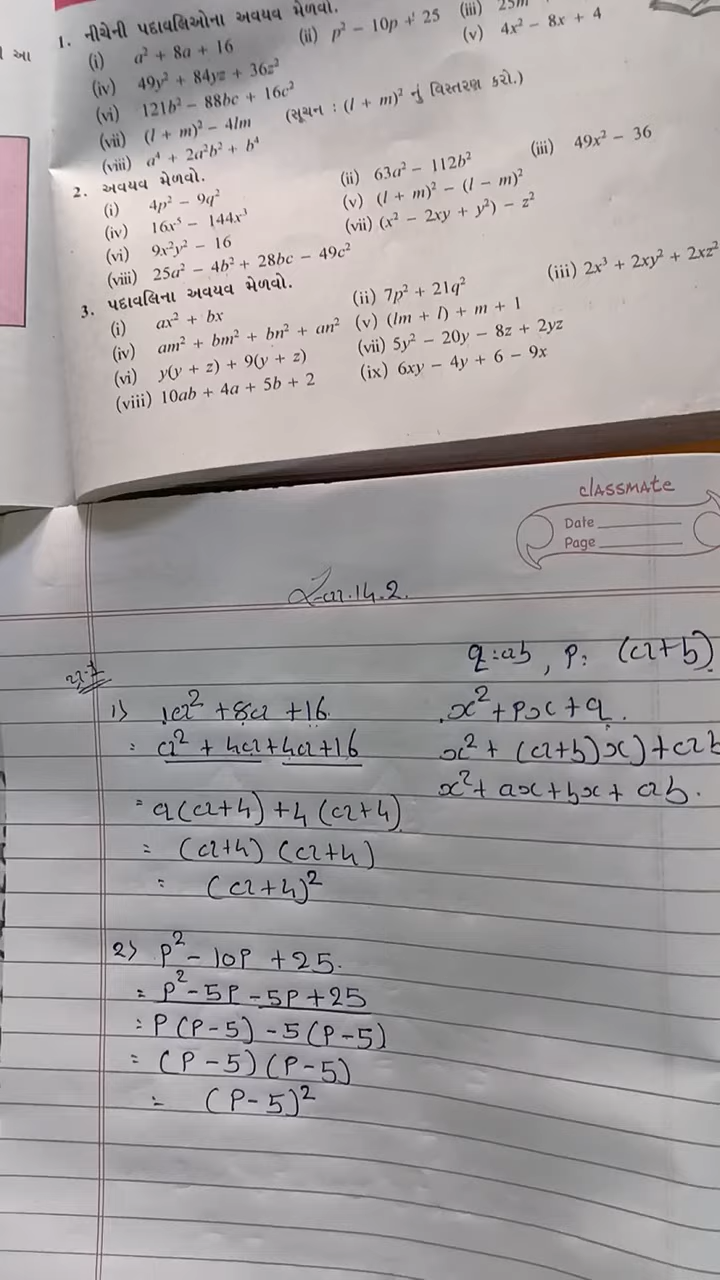 આ
1. નીચેની પદાવલિઓના અવયવ મેળવો.
(i) a² + 8a + 16 (ii) p² − 10p + 25 (iii) 25m
(iv) 49y² + 84yz + 36z² (v) 4x² − 8x + 4
(vi) 121b² − 88bc + 16c²
(vii) (l + m)² − 4lm (સૂચન : (l + m)² નું વિસ્તરણ કરો.)
(viii) a⁴ + 2a²b² + b⁴
2. અવયવ મેળવો.
(i) 4p² − 9q² (ii) 63a² − 112b² (iii) 49x² − 36
(iv) 16x⁵ − 144x³ (v) (l + m)² − (l − m)²
(vi) 9x²y² − 16 (vii) (x² − 2xy + y²) − z²
(viii) 25a² − 4b² + 28bc − 49c²
3. પદાવલિના અવયવ મેળવો.
(i) ax² + bx (ii) 7p² + 21q² (iii) 2x³ + 2xy² + 2xz²
(iv) am² + bm² + bn² + an² (v) (lm + l) + m + 1
(vi) y(y + z) + 9(y + z) (vii) 5y² − 20y − 8z + 2yz
(viii) 10ab + 4a + 5b + 2 (ix) 6xy − 4y + 6 − 9x
classmate
Date
Page
14.2.
q=ab, p= (a+b)
1) 1a² + 8a + 16 x² + px + q.
= a² + 4a + 4a + 16 x² + (a+b)x) + ab
x² + ax + bx + ab.
= a(a+4) + 4(a+4)
= (a+4) (a+4)
= (a+4)²
2) p² − 10p + 25.
= p² − 5p − 5p + 25
= p(p−5) − 5(p−5)
= (p−5) (p−5)
= (p−5)²